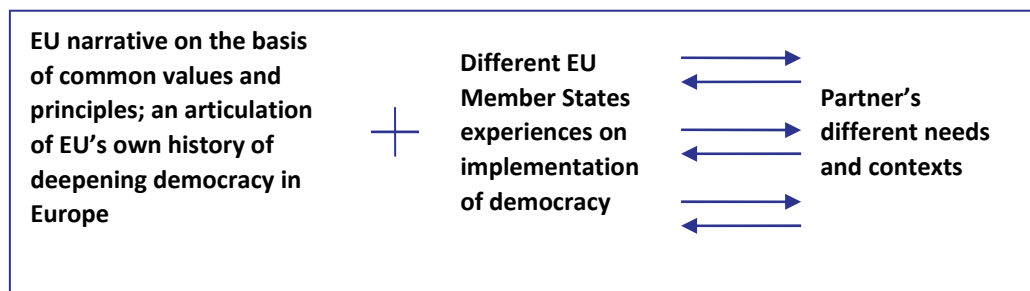 EU narrative on the basis
of common values and
principles; an articulation
of EU's own history of
deepening democracy in
Europe
Different EU
Member States
experiences on
implementation
of democracy
Partner's
different needs
and contexts